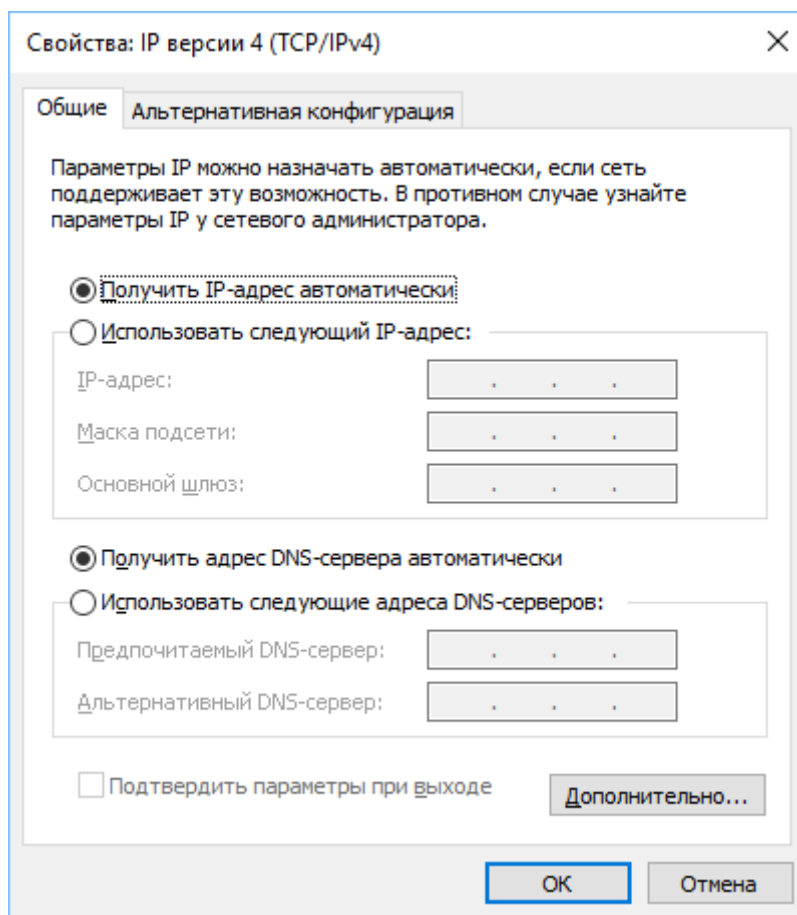 Свойства: IP версии 4 (TCP/IPv4)
Общие
Альтернативная конфигурация
Параметры IP можно назначать автоматически, если сеть
поддерживает эту возможность. В противном случае узнайте
параметры IP у сетевого администратора.
Получить IP-адрес автоматически
Использовать следующий IP-адрес:
IP-адрес:
Маска подсети:
Основной шлюз:
Получить адрес DNS-сервера автоматически
Использовать следующие адреса DNS-серверов:
Предпочитаемый DNS-сервер:
Альтернативный DNS-сервер:
Подтвердить параметры при выходе
Дополнительно...
OK
Отмена